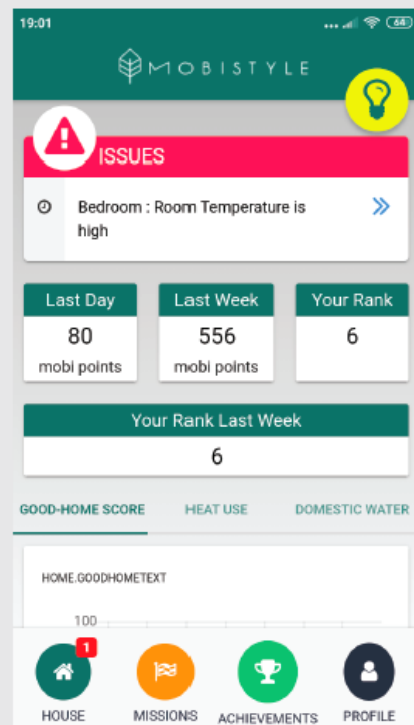 19:01
64
MOBISTYLE
ISSUES
Bedroom : Room Temperature is
high
Last Day
Last Week
Your Rank
80
556
6
mobi points
mobi points
Your Rank Last Week
6
GOOD-HOME SCORE
HEAT USE
DOMESTIC WATER
HOME.GOODHOMETEXT
100
1
HOUSE
MISSIONS
ACHIEVEMENTS
PROFILE